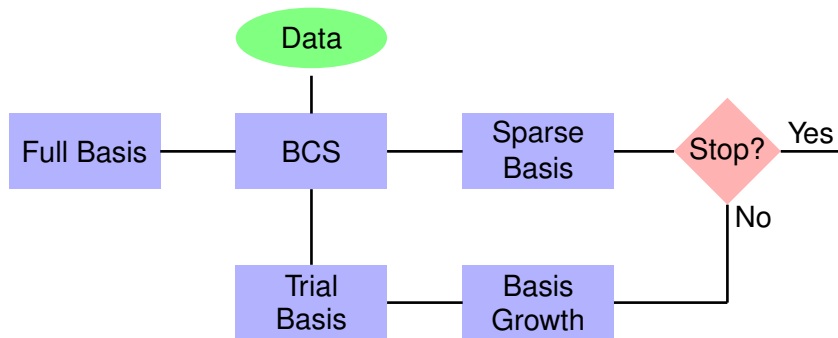 Data
Full Basis
BCS
Sparse
Basis
Stop?
Yes
No
Trial
Basis
Basis
Growth